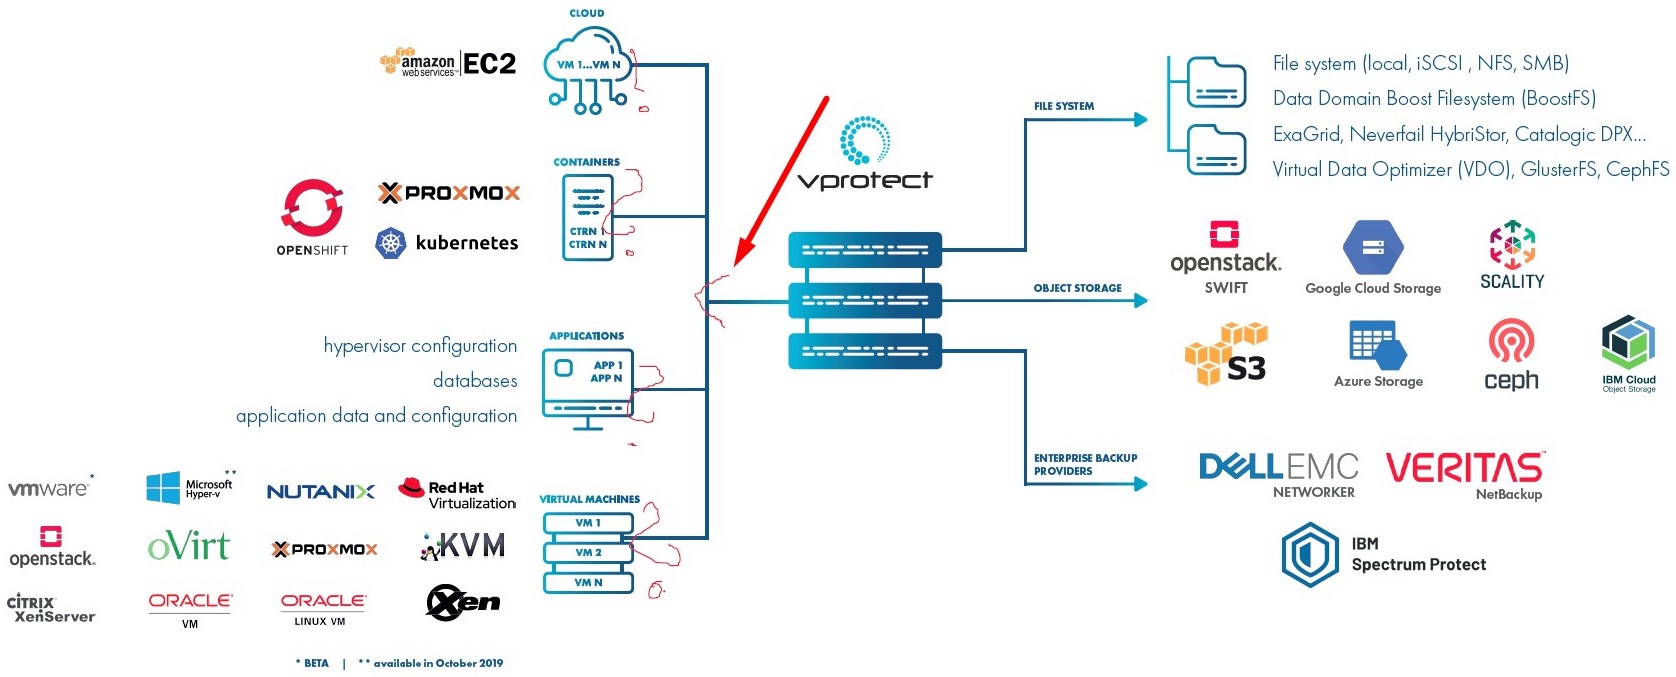 CLOUD
amazon
web services™
EC2
VM 1...VM N
CONTAINERS
OPENSHIFT
PROXMOX
kubernetes
CTRN 1
CTRN N
APPLICATIONS
hypervisor configuration
databases
application data and configuration
APP 1
APP N
VIRTUAL MACHINES
VM 1
VM 2
VM N
vmware*
Microsoft
Hyper-v
**
NUTANIX
Red Hat
Virtualization
openstack.
oVirt
PROXMOX
KVM
CITRIX
XenServer
ORACLE
VM
ORACLE
LINUX VM
Xen
* BETA | ** available in October 2019
vprotect
FILE SYSTEM
File system (local, iSCSI , NFS, SMB)
Data Domain Boost Filesystem (BoostFS)
ExaGrid, Neverfail HybriStor, Catalogic DPX...
Virtual Data Optimizer (VDO), GlusterFS, CephFS
OBJECT STORAGE
openstack.
SWIFT
Google Cloud Storage
SCALITY
S3
Azure Storage
ceph
IBM Cloud
Object Storage
ENTERPRISE BACKUP
PROVIDERS
DELLEMC
NETWORKER
VERITAS™
NetBackup
IBM
Spectrum Protect